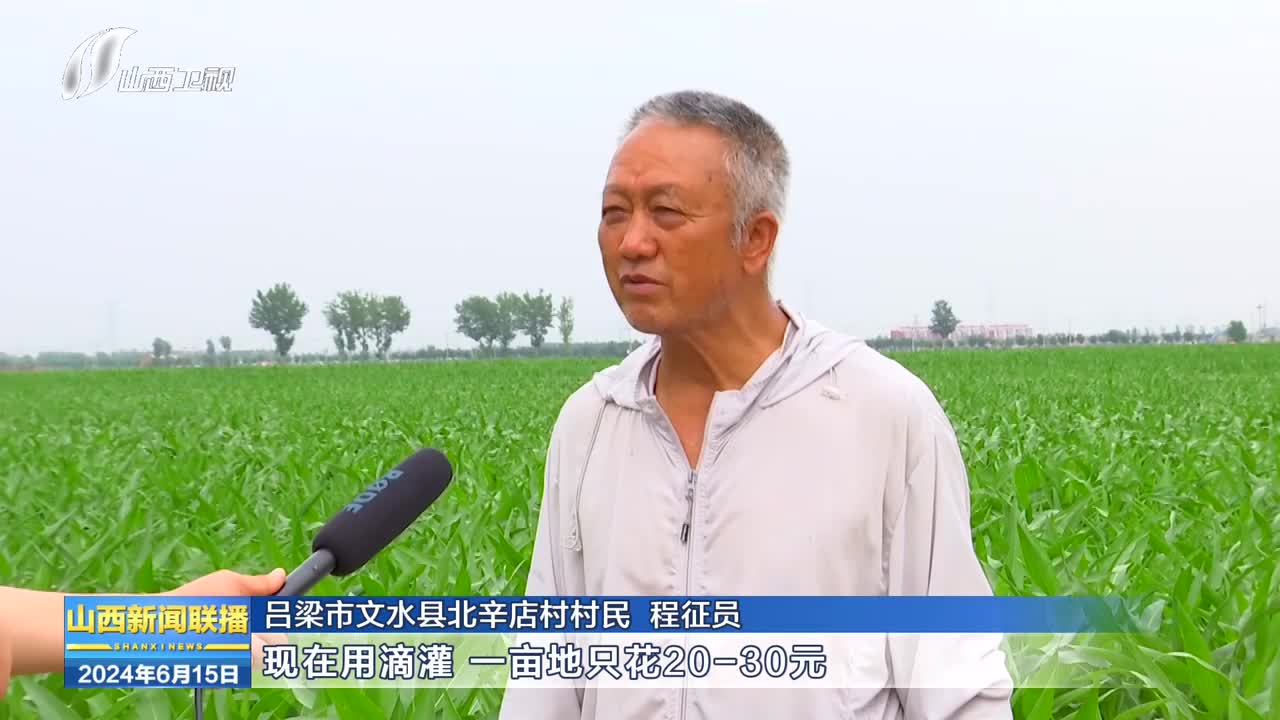 山西卫视
RODE
山西新闻联播
SHANXI NEWS
2024年6月15日
吕梁市文水县北辛店村村民 程征员
现在用滴灌 一亩地只花20-30元